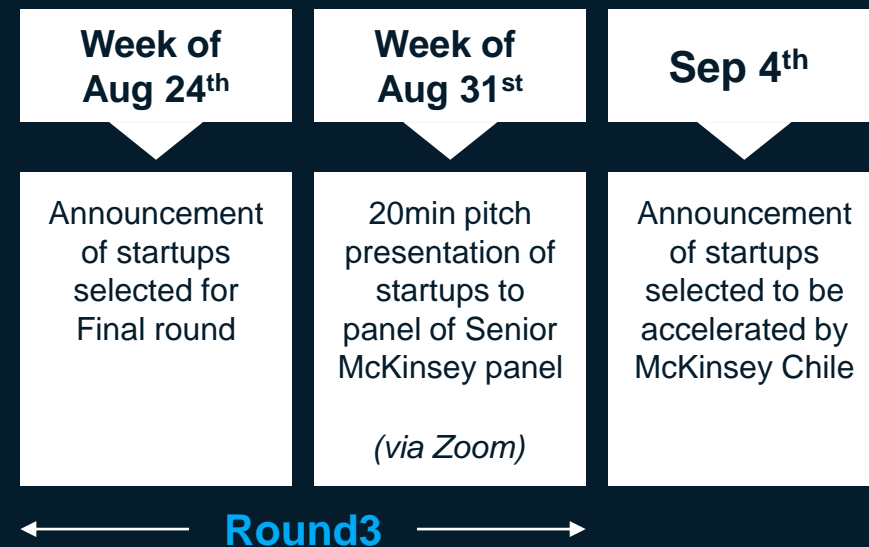 Week of
Aug 24th
Announcement
of startups
selected for
Final round
Week of
Aug 31st
20min pitch
presentation of
startups to
panel of Senior
McKinsey panel
(via Zoom)
Sep 4th
Announcement
of startups
selected to be
accelerated by
McKinsey Chile
Round3